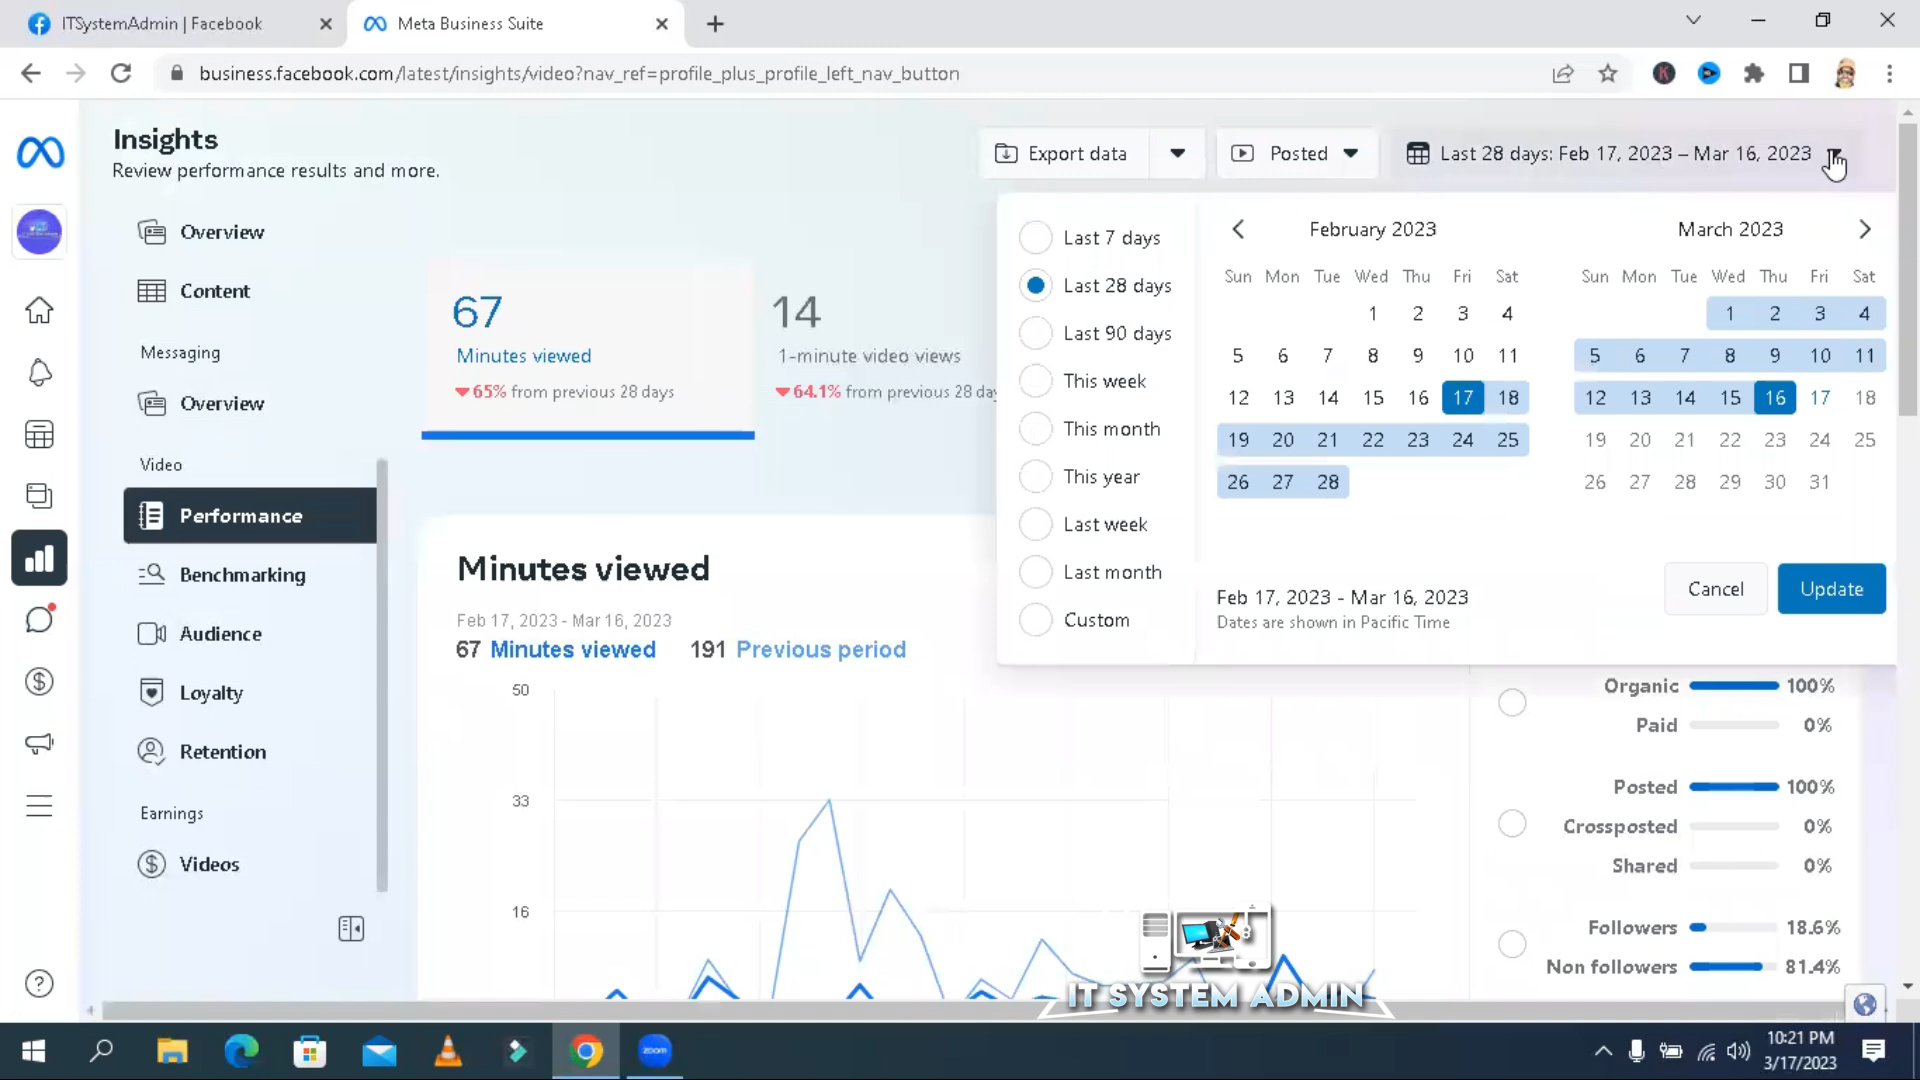 ITSystemAdmin | Facebook
Meta Business Suite
business.facebook.com/latest/insights/video?nav_ref=profile_plus_profile_left_nav_button
Insights
Review performance results and more.
Export data
Posted
Last 28 days: Feb 17, 2023 – Mar 16, 2023
Overview
Content
Messaging
Overview
Video
Performance
Benchmarking
Audience
Loyalty
Retention
Earnings
Videos
67
Minutes viewed
65% from previous 28 days
14
1-minute video views
64.1% from previous 28 day
Last 7 days
Last 28 days
Last 90 days
This week
This month
This year
Last week
Last month
Custom
February 2023
Sun Mon Tue Wed Thu Fri Sat
1 2 3 4
5 6 7 8 9 10 11
12 13 14 15 16 17 18
19 20 21 22 23 24 25
26 27 28
March 2023
Sun Mon Tue Wed Thu Fri Sat
1 2 3 4
5 6 7 8 9 10 11
12 13 14 15 16 17 18
19 20 21 22 23 24 25
26 27 28 29 30 31
Feb 17, 2023 - Mar 16, 2023
Dates are shown in Pacific Time
Cancel
Update
Minutes viewed
Feb 17, 2023 - Mar 16, 2023
67 Minutes viewed 191 Previous period
50
33
16
Organic 100%
Paid 0%
Posted 100%
Crossposted 0%
Shared 0%
Followers 18.6%
Non followers 81.4%
IT SYSTEM ADMIN
zoom
10:21 PM
3/17/2023